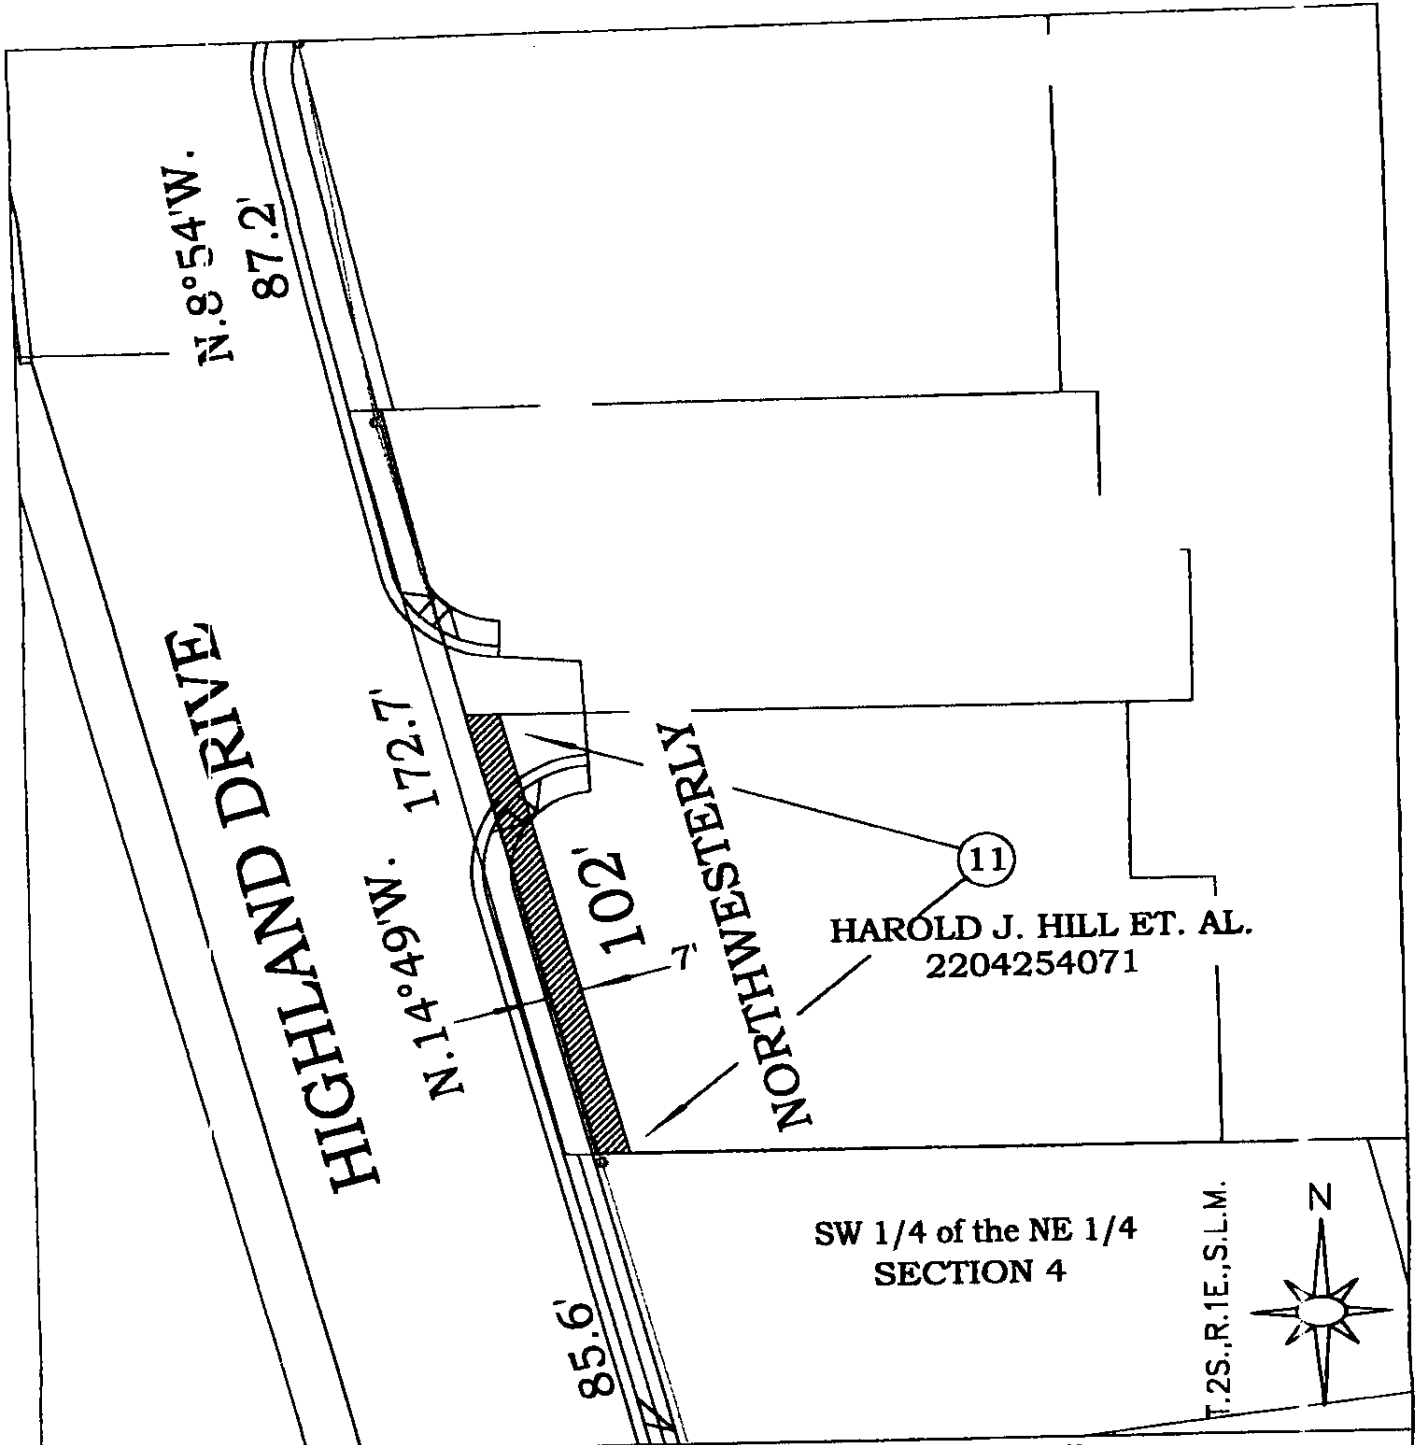 N.8°54'W.
87.2'
HIGHLAND DRIVE
N.14°49'W. 172.7'
102'
7'
NORTHWESTERLY
11
HAROLD J. HILL ET. AL.
2204254071
SW 1/4 of the NE 1/4
SECTION 4
T.2S.,R.1E.,S.L.M.
N
85.6'